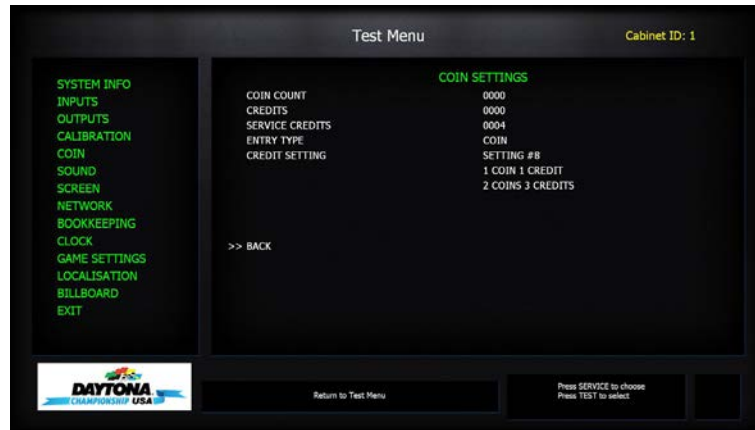 Test Menu
Cabinet ID: 1
SYSTEM INFO
INPUTS
OUTPUTS
CALIBRATION
COIN
SOUND
SCREEN
NETWORK
BOOKKEEPING
CLOCK
GAME SETTINGS
LOCALISATION
BILLBOARD
EXIT
COIN SETTINGS
COIN COUNT 0000
CREDITS 0000
SERVICE CREDITS 0004
ENTRY TYPE COIN
CREDIT SETTING SETTING #8
1 COIN 1 CREDIT
2 COINS 3 CREDITS
>> BACK
DAYTONA
CHAMPIONSHIP USA
Return to Test Menu
Press SERVICE to choose
Press TEST to select